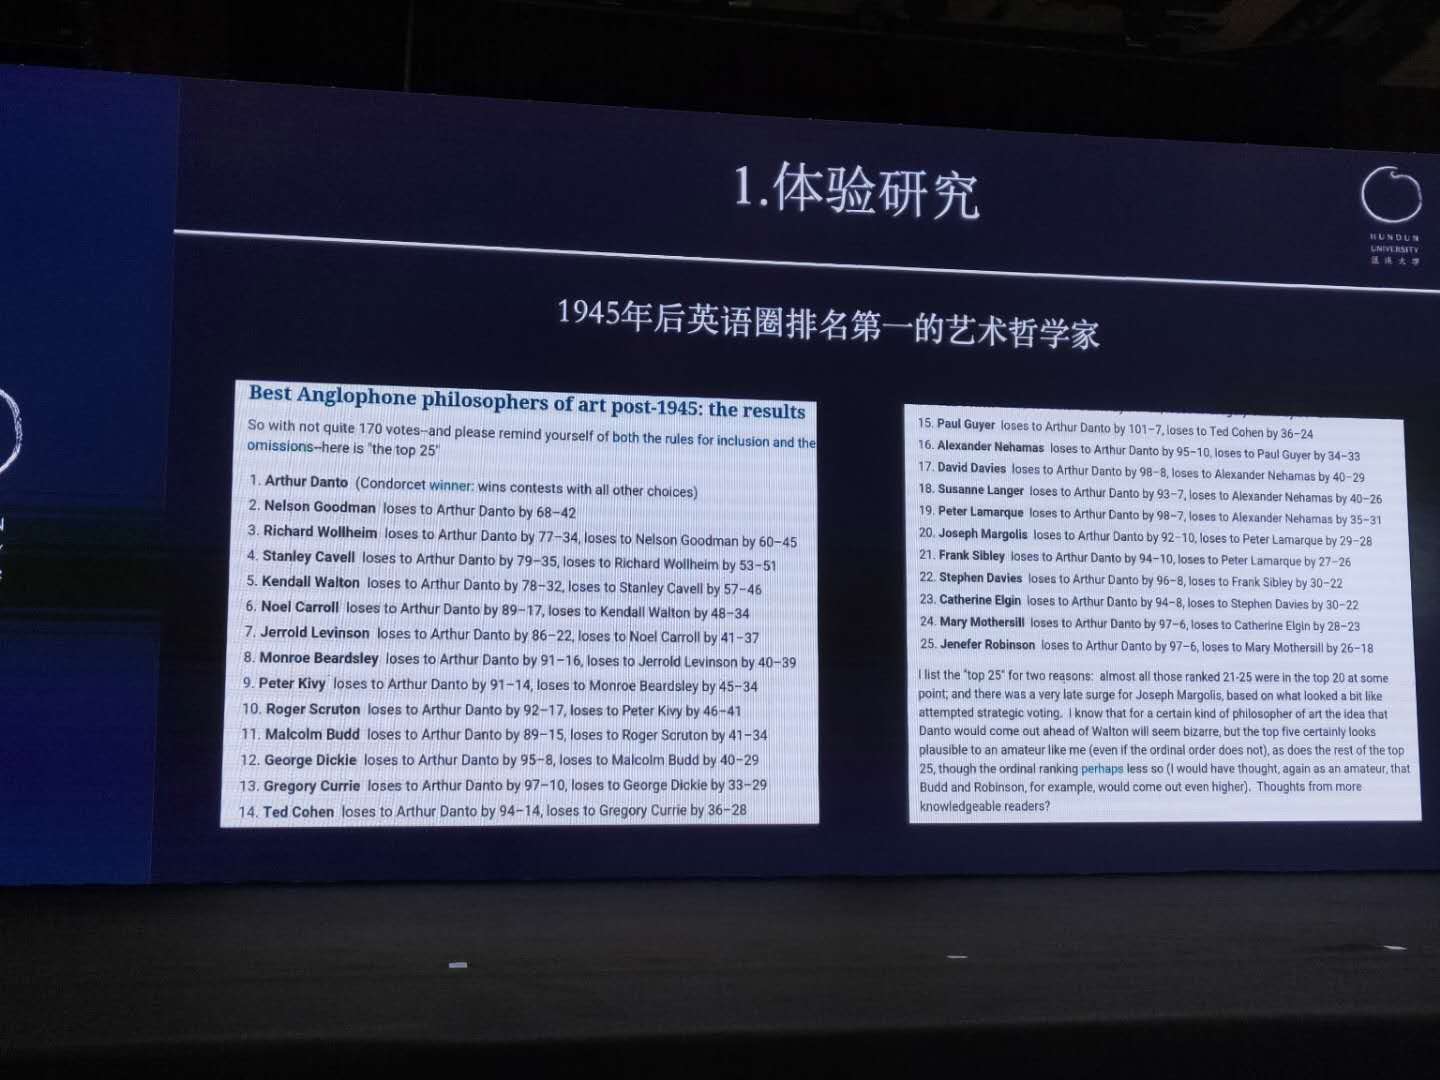 1.体验研究
HUNDUN
UNIVERSITY
混沌大学
1945年后英语圈排名第一的艺术哲学家
Best Anglophone philosophers of art post-1945: the results
So with not quite 170 votes--and please remind yourself of both the rules for inclusion and the
omissions--here is "the top 25"
1. Arthur Danto (Condorcet winner: wins contests with all other choices)
2. Nelson Goodman loses to Arthur Danto by 68–42
3. Richard Wollheim loses to Arthur Danto by 77–34, loses to Nelson Goodman by 60–45
4. Stanley Cavell loses to Arthur Danto by 79–35, loses to Richard Wollheim by 53–51
5. Kendall Walton loses to Arthur Danto by 78–32, loses to Stanley Cavell by 57–46
6. Noel Carroll loses to Arthur Danto by 89–17, loses to Kendall Walton by 48–34
7. Jerrold Levinson loses to Arthur Danto by 86–22, loses to Noel Carroll by 41–37
8. Monroe Beardsley loses to Arthur Danto by 91–16, loses to Jerrold Levinson by 40–39
9. Peter Kivy loses to Arthur Danto by 91–14, loses to Monroe Beardsley by 45–34
10. Roger Scruton loses to Arthur Danto by 92–17, loses to Peter Kivy by 46–41
11. Malcolm Budd loses to Arthur Danto by 89–15, loses to Roger Scruton by 41–34
12. George Dickie loses to Arthur Danto by 95–8, loses to Malcolm Budd by 40–29
13. Gregory Currie loses to Arthur Danto by 97–10, loses to George Dickie by 33–29
14. Ted Cohen loses to Arthur Danto by 94–14, loses to Gregory Currie by 36–28
15. Paul Guyer loses to Arthur Danto by 101–7, loses to Ted Cohen by 36–24
16. Alexander Nehamas loses to Arthur Danto by 95–10, loses to Paul Guyer by 34–33
17. David Davies loses to Arthur Danto by 98–8, loses to Alexander Nehamas by 40–29
18. Susanne Langer loses to Arthur Danto by 93–7, loses to Alexander Nehamas by 40–26
19. Peter Lamarque loses to Arthur Danto by 98–7, loses to Alexander Nehamas by 35–31
20. Joseph Margolis loses to Arthur Danto by 92–10, loses to Peter Lamarque by 29–28
21. Frank Sibley loses to Arthur Danto by 94–10, loses to Peter Lamarque by 27–26
22. Stephen Davies loses to Arthur Danto by 96–8, loses to Frank Sibley by 30–22
23. Catherine Elgin loses to Arthur Danto by 94–8, loses to Stephen Davies by 30–22
24. Mary Mothersill loses to Arthur Danto by 97–6, loses to Catherine Elgin by 28–23
25. Jenefer Robinson loses to Arthur Danto by 97–6, loses to Mary Mothersill by 26–18
I list the "top 25" for two reasons: almost all those ranked 21-25 were in the top 20 at some
point; and there was a very late surge for Joseph Margolis, based on what looked a bit like
attempted strategic voting. I know that for a certain kind of philosopher of art the idea that
Danto would come out ahead of Walton will seem bizarre, but the top five certainly looks
plausible to an amateur like me (even if the ordinal order does not), as does the rest of the top
25, though the ordinal ranking perhaps less so (I would have thought, again as an amateur, that
Budd and Robinson, for example, would come out even higher). Thoughts from more
knowledgeable readers?